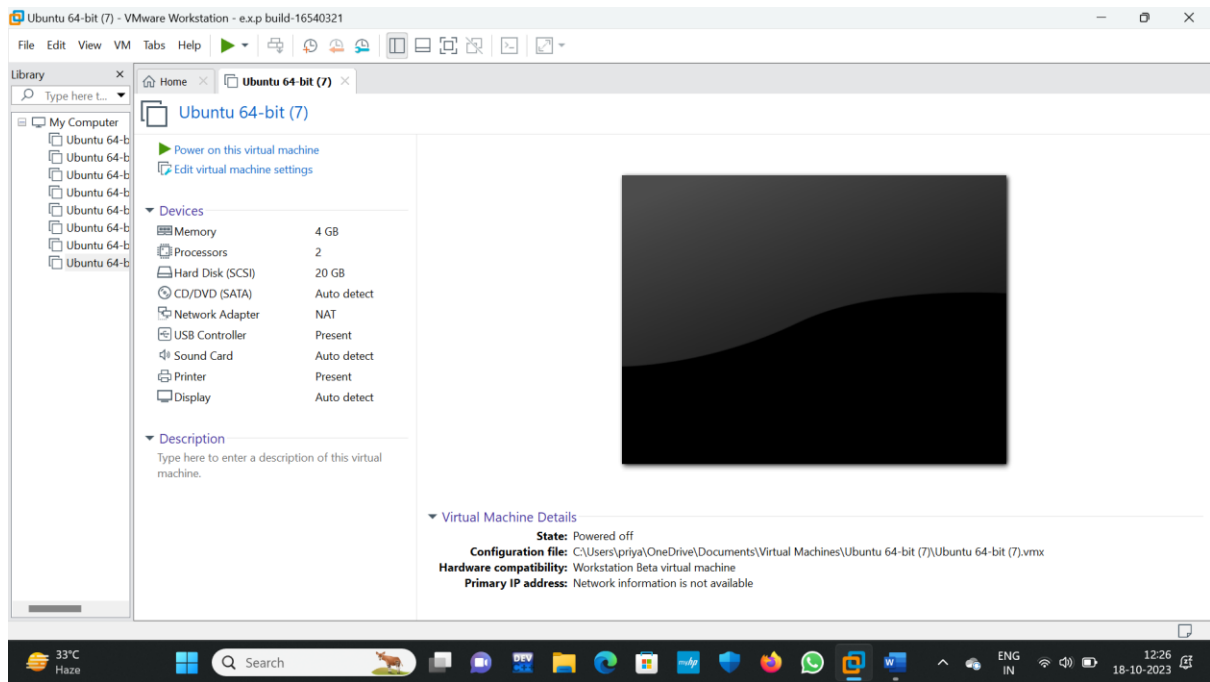 Ubuntu 64-bit (7) - VMware Workstation - e.x.p build-16540321
File Edit View VM Tabs Help
Library
Type here t...
My Computer
Ubuntu 64-b
Ubuntu 64-b
Ubuntu 64-b
Ubuntu 64-b
Ubuntu 64-b
Ubuntu 64-b
Ubuntu 64-b
Ubuntu 64-b
Home
Ubuntu 64-bit (7)
Ubuntu 64-bit (7)
Power on this virtual machine
Edit virtual machine settings
Devices
Memory 4 GB
Processors 2
Hard Disk (SCSI) 20 GB
CD/DVD (SATA) Auto detect
Network Adapter NAT
USB Controller Present
Sound Card Auto detect
Printer Present
Display Auto detect
Description
Type here to enter a description of this virtual
machine.
Virtual Machine Details
State: Powered off
Configuration file: C:\Users\priya\OneDrive\Documents\Virtual Machines\Ubuntu 64-bit (7)\Ubuntu 64-bit (7).vmx
Hardware compatibility: Workstation Beta virtual machine
Primary IP address: Network information is not available
33°C
Haze
Search
DEV
myhp
W
ENG
IN
12:26
18-10-2023